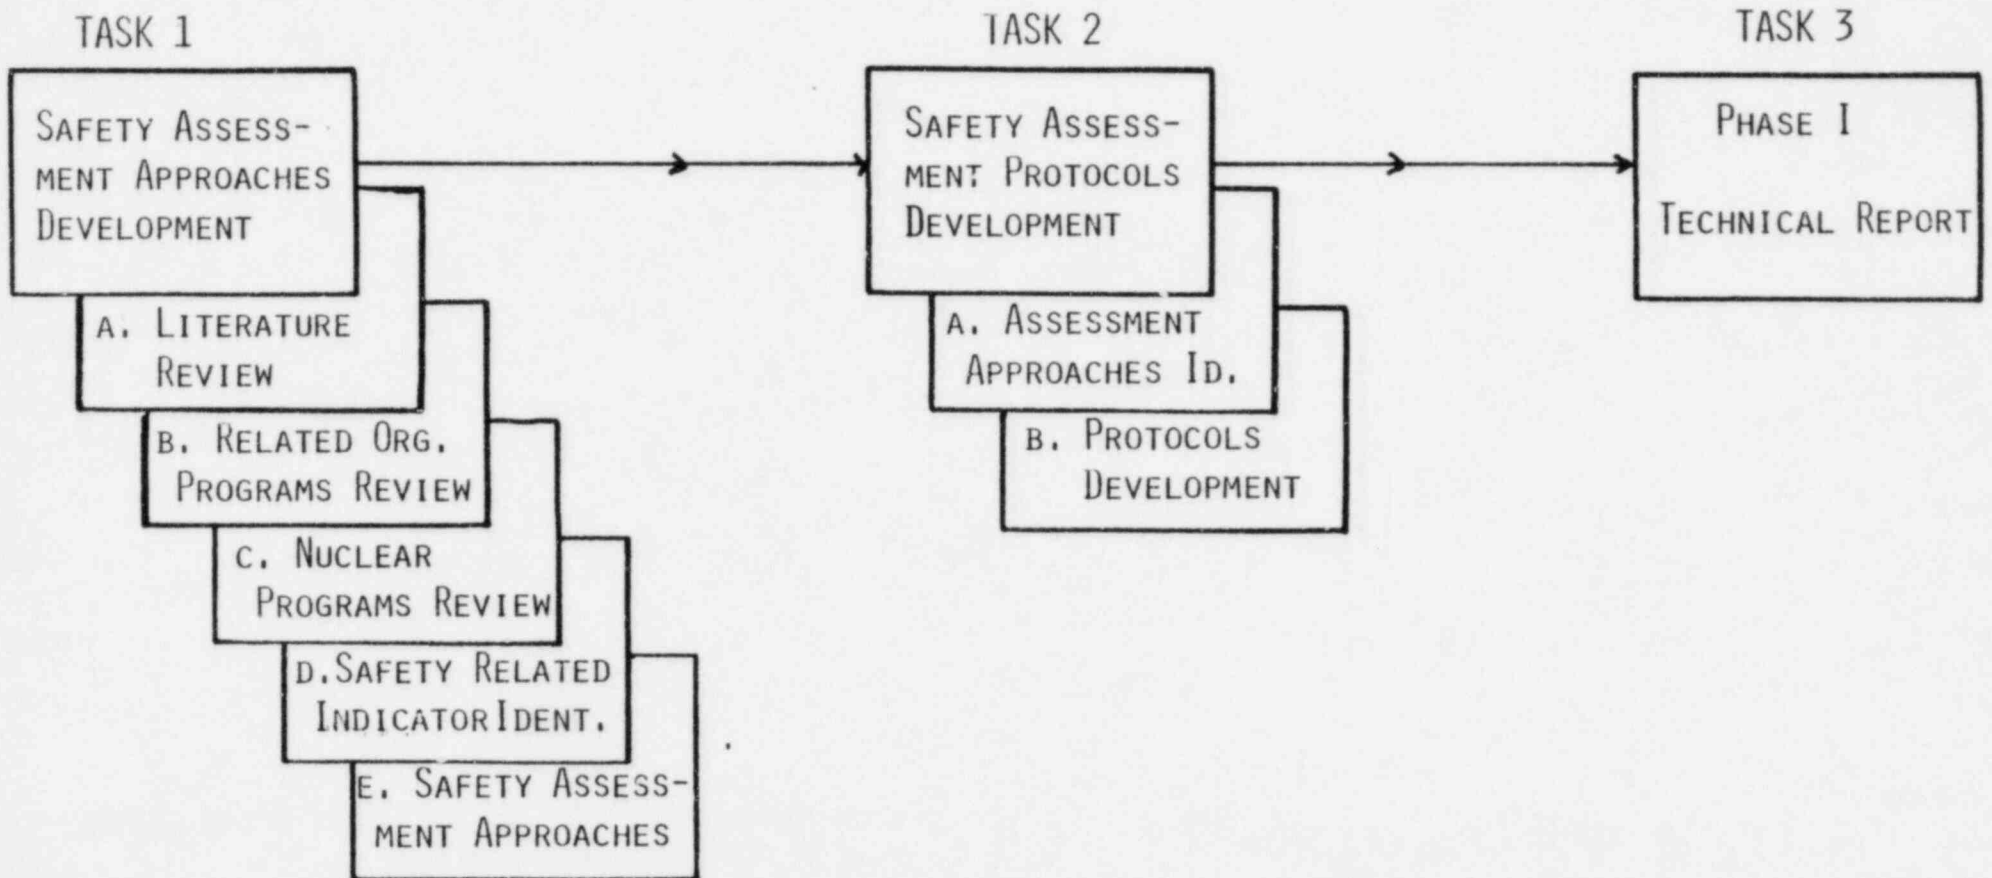 TASK 1
SAFETY ASSESS-
MENT APPROACHES
DEVELOPMENT
A. LITERATURE
REVIEW
B. RELATED ORG.
PROGRAMS REVIEW
C. NUCLEAR
PROGRAMS REVIEW
D.SAFETY RELATED
INDICATOR IDENT.
E. SAFETY ASSESS-
MENT APPROACHES
TASK 2
SAFETY ASSESS-
MENT PROTOCOLS
DEVELOPMENT
A. ASSESSMENT
APPROACHES ID.
B. PROTOCOLS
DEVELOPMENT
TASK 3
PHASE I
TECHNICAL REPORT